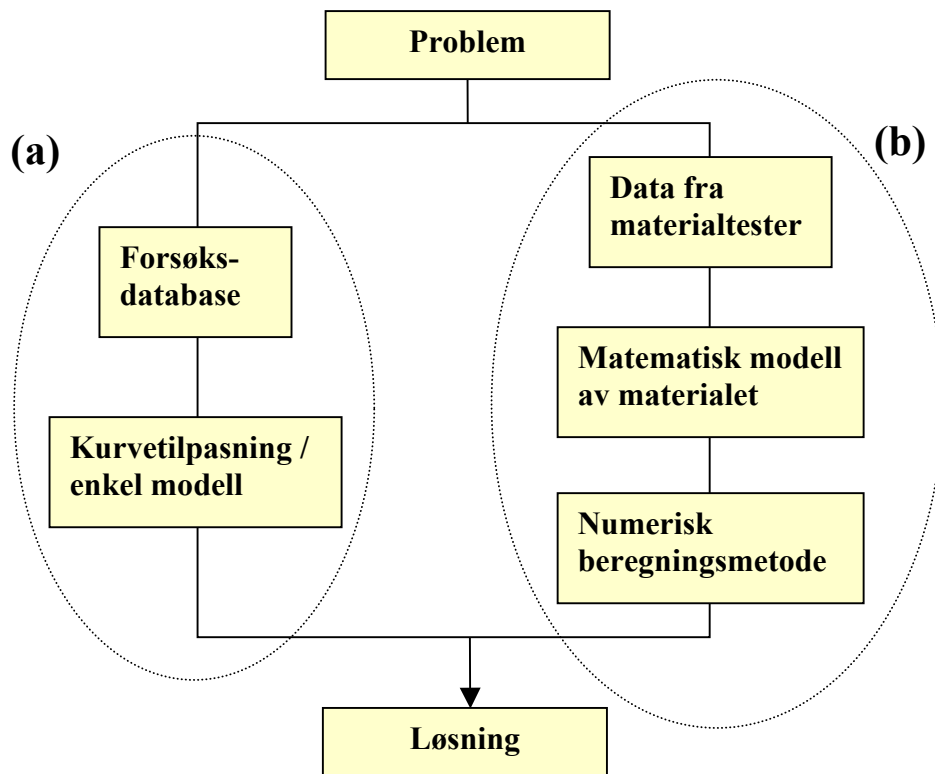 Problem
(a)
Forsøks-
database
Kurvetilpasning /
enkel modell
(b)
Data fra
materialtester
Matematisk modell
av materialet
Numerisk
beregningsmetode
Løsning